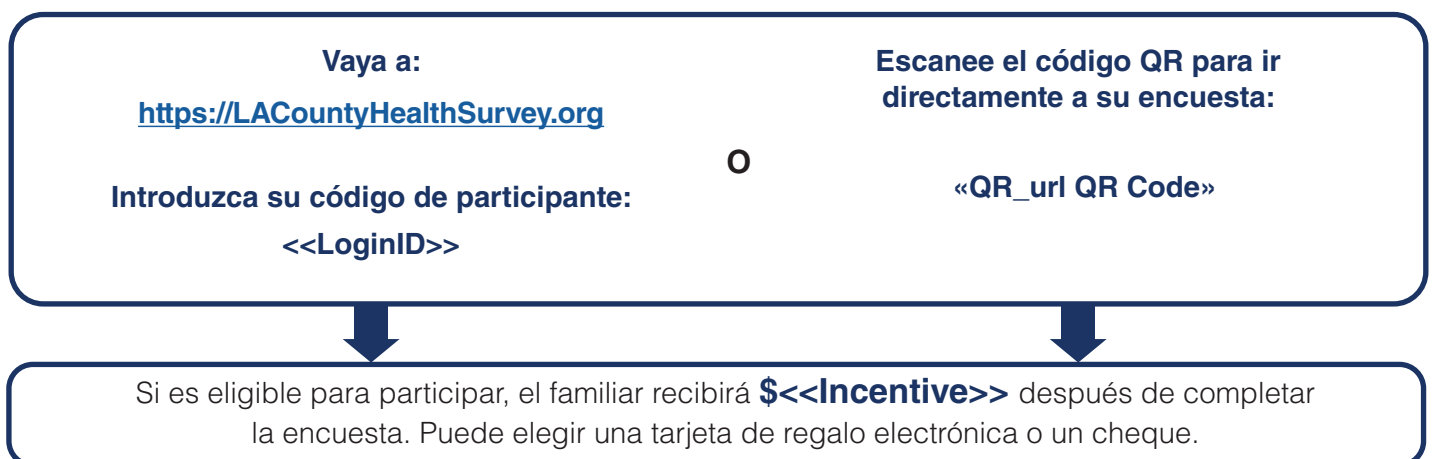 Vaya a:
https://LACountyHealthSurvey.org
Introduzca su código de participante:
<<LoginID>>
O
Escanee el código QR para ir
directamente a su encuesta:
«QR_url QR Code»
Si es eligible para participar, el familiar recibirá $<<Incentive>> después de completar
la encuesta. Puede elegir una tarjeta de regalo electrónica o un cheque.